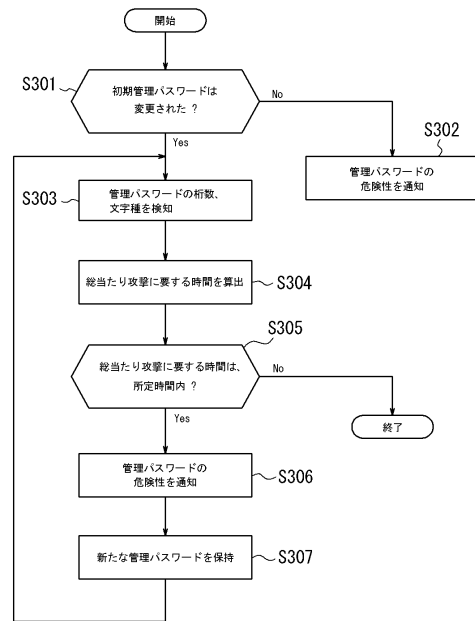 開始
S301
初期管理パスワードは
変更された ?
No
Yes
S302
管理パスワードの
危険性を通知
S303
管理パスワードの桁数、
文字種を検知
総当たり攻撃に要する時間を算出
S304
S305
総当たり攻撃に要する時間は、
所定時間内 ?
No
Yes
終了
管理パスワードの
危険性を通知
S306
新たな管理パスワードを保持
S307